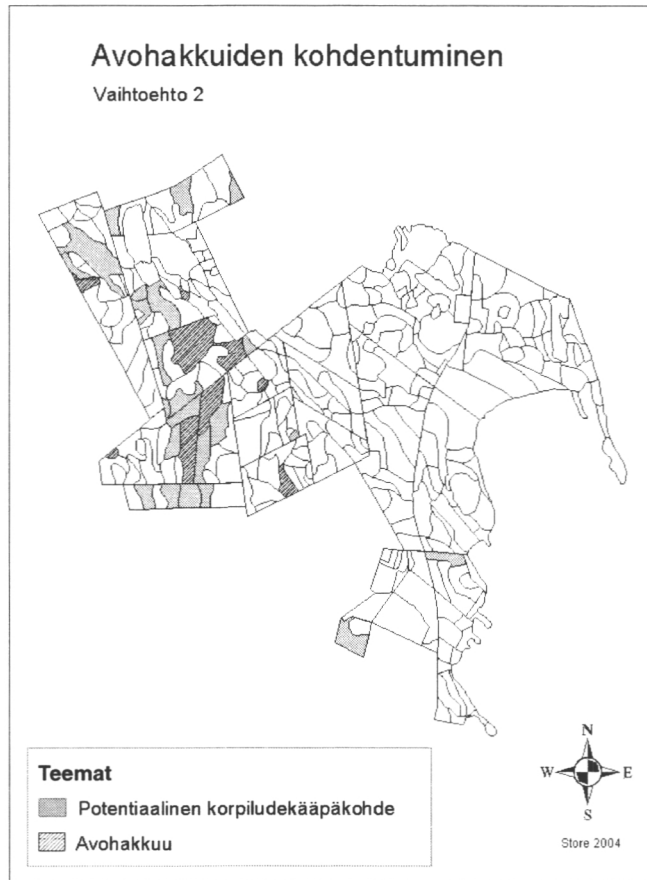 Avohakkuiden kohdentuminen
Vaihtoehto 2
N
W E
S
Store 2004
Teemat
Potentiaalinen korpiludekääpäkohde
Avohakkuu